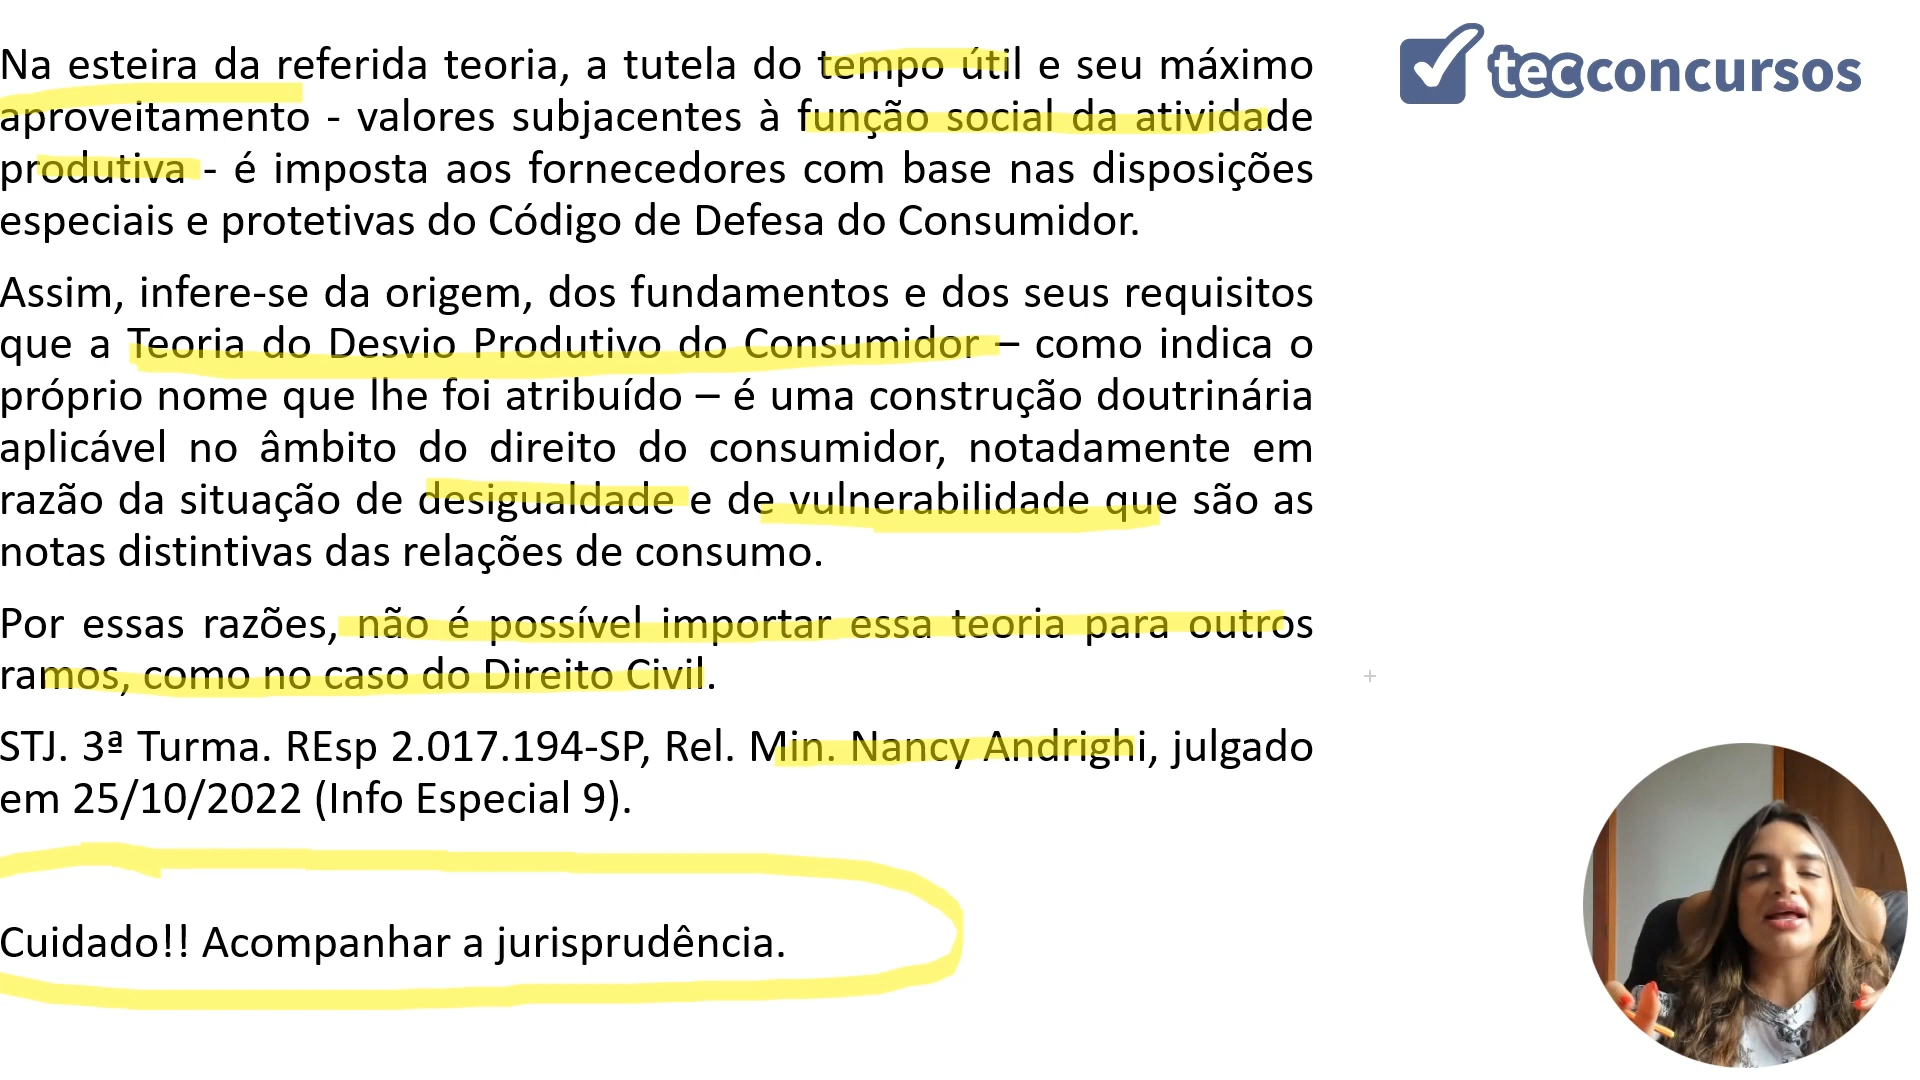 Na esteira da referida teoria, a tutela do tempo útil e seu máximo
aproveitamento - valores subjacentes à função social da atividade
produtiva - é imposta aos fornecedores com base nas disposições
especiais e protetivas do Código de Defesa do Consumidor.
Assim, infere-se da origem, dos fundamentos e dos seus requisitos
que a Teoria do Desvio Produtivo do Consumidor – como indica o
próprio nome que lhe foi atribuído – é uma construção doutrinária
aplicável no âmbito do direito do consumidor, notadamente em
razão da situação de desigualdade e de vulnerabilidade que são as
notas distintivas das relações de consumo.
Por essas razões, não é possível importar essa teoria para outros
ramos, como no caso do Direito Civil.
STJ. 3ª Turma. REsp 2.017.194-SP, Rel. Min. Nancy Andrighi, julgado
em 25/10/2022 (Info Especial 9).
Cuidado!! Acompanhar a jurisprudência.
tecconcursos